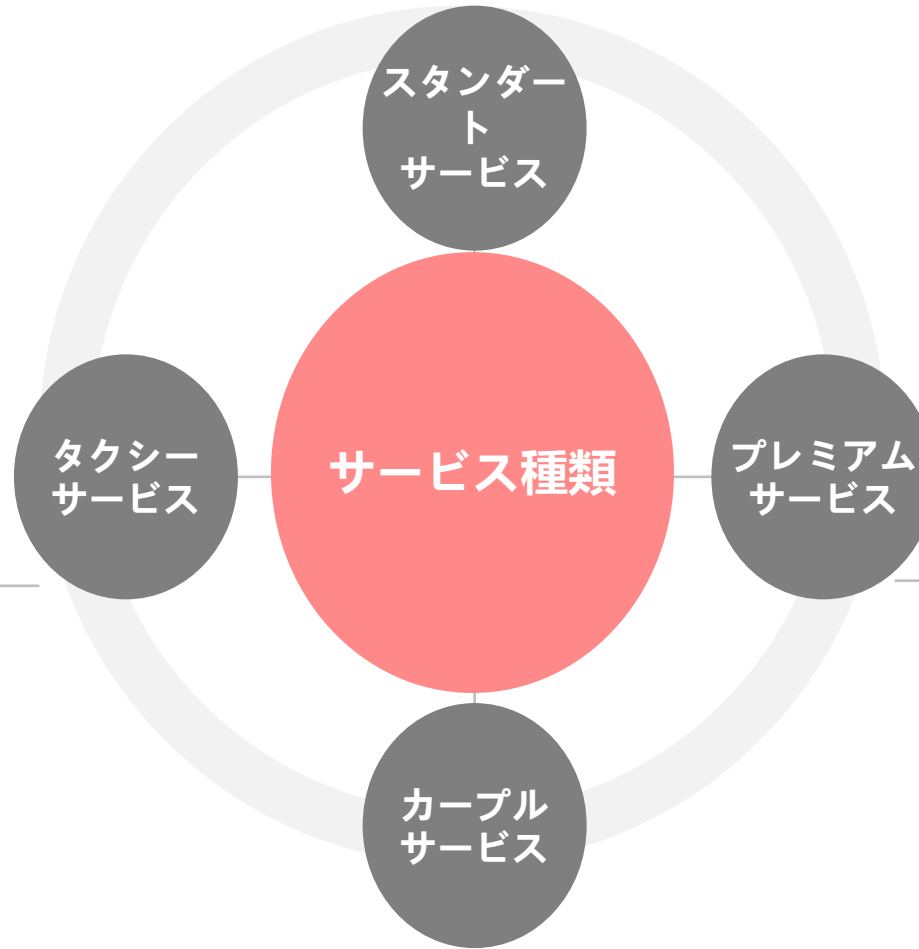 スタンダー
ト
サービス
タクシー
サービス
サービス種類
プレミアム
サービス
カープル
サービス